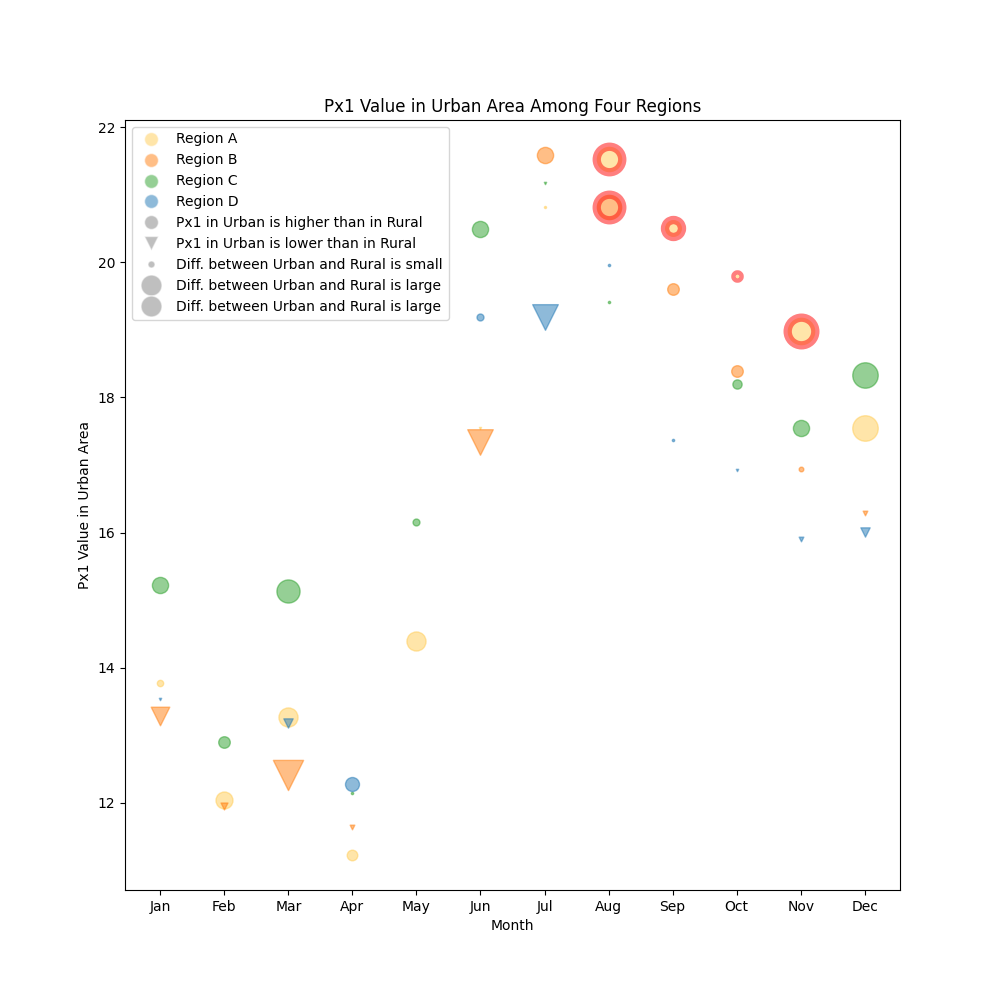 Px1 Value in Urban Area Among Four Regions
22
20
18
16
14
12
Px1 Value in Urban Area
Region A
Region B
Region C
Region D
Px1 in Urban is higher than in Rural
Px1 in Urban is lower than in Rural
Diff. between Urban and Rural is small
Diff. between Urban and Rural is large
Diff. between Urban and Rural is large
Jan Feb Mar Apr May Jun Jul Aug Sep Oct Nov Dec
Month